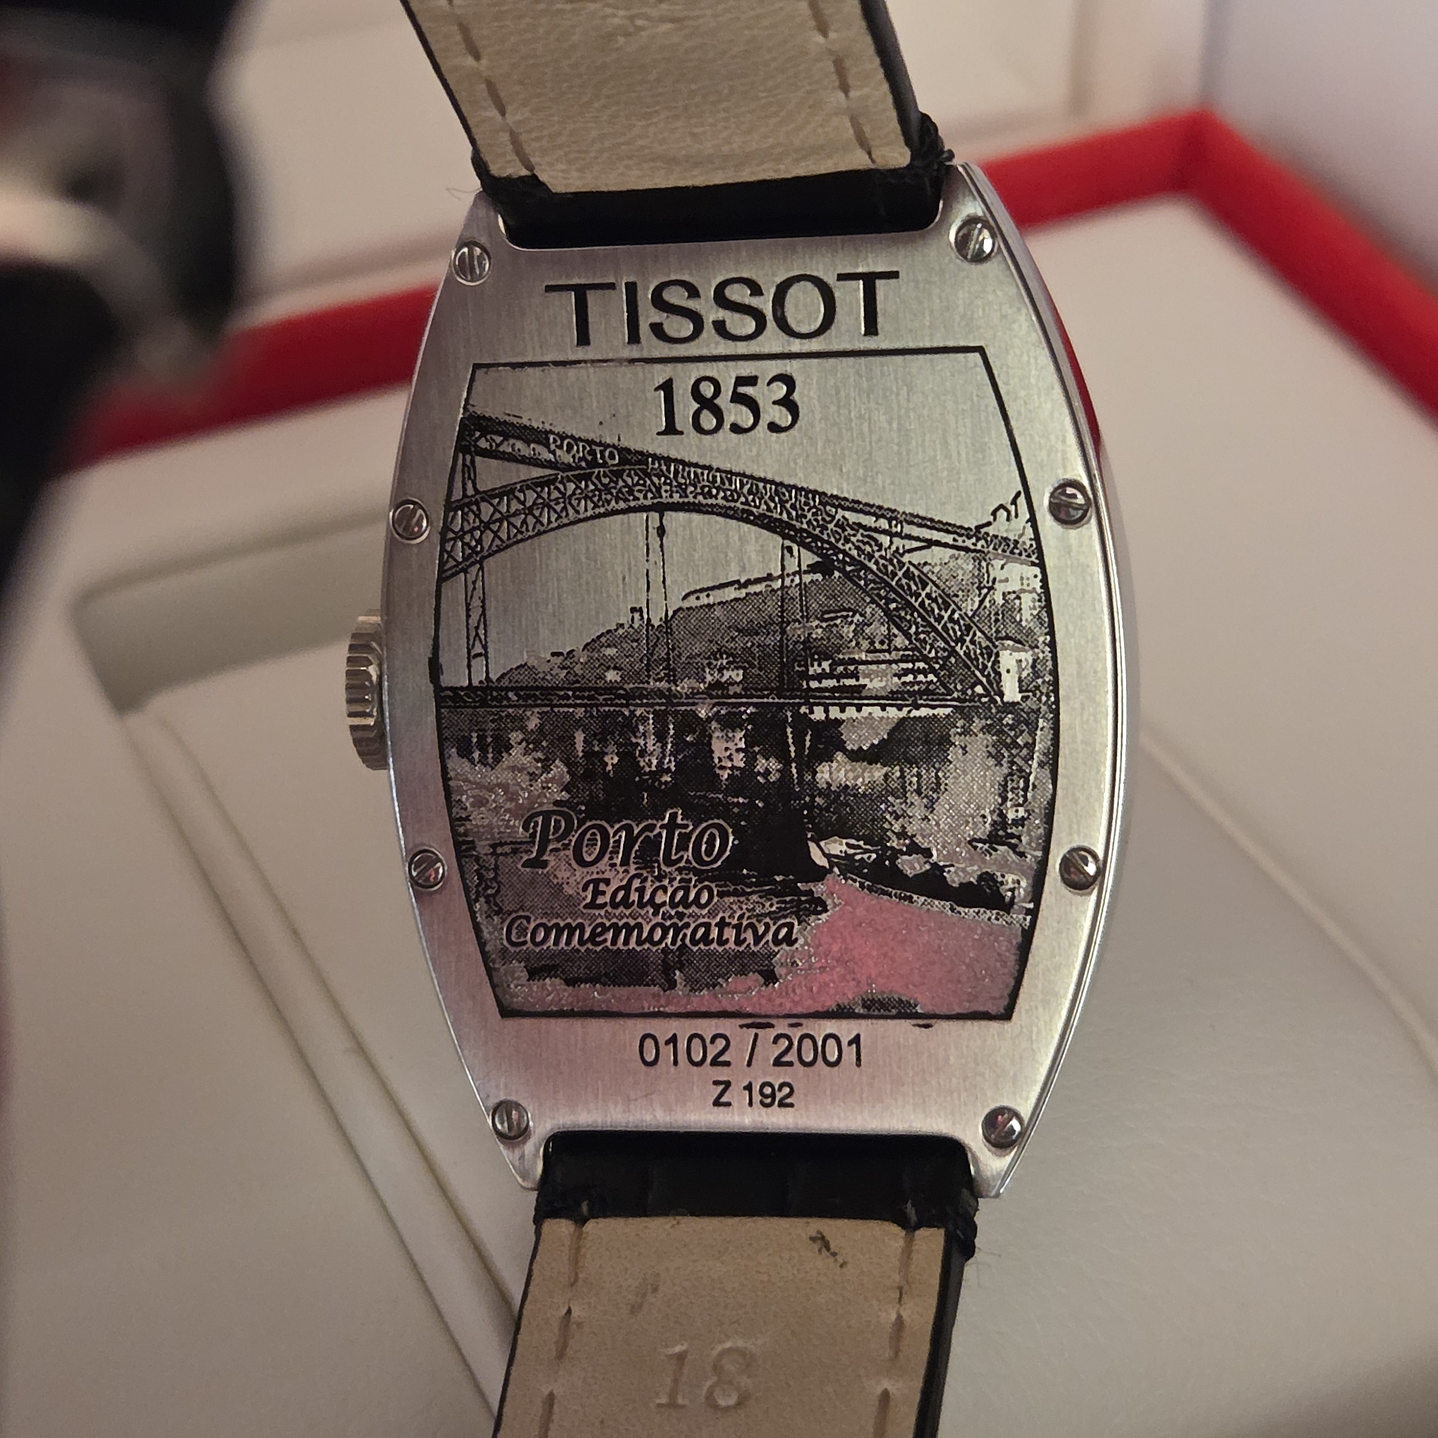 TISSOT
1853
PORTO
Porto
Edição
Comemorativa
0102 / 2001
Z 192
18